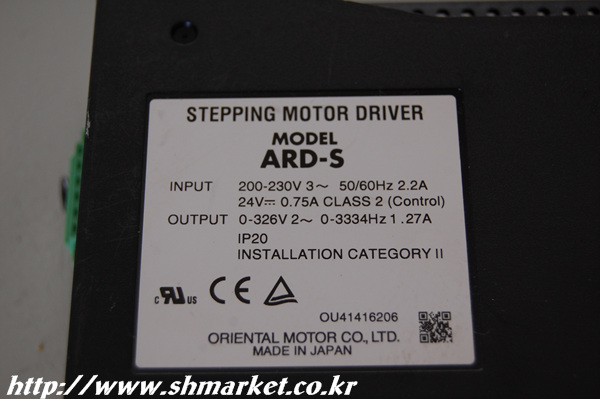 STEPPING MOTOR DRIVER
MODEL
ARD-S
INPUT 200-230V 3~ 50/60Hz 2.2A
24V⎓ 0.75A CLASS 2 (Control)
OUTPUT 0-326V 2~ 0-3334Hz 1.27A
IP20
INSTALLATION CATEGORY II
c RU us CE
OU41416206
ORIENTAL MOTOR CO., LTD.
MADE IN JAPAN
http://www.shmarket.co.kr